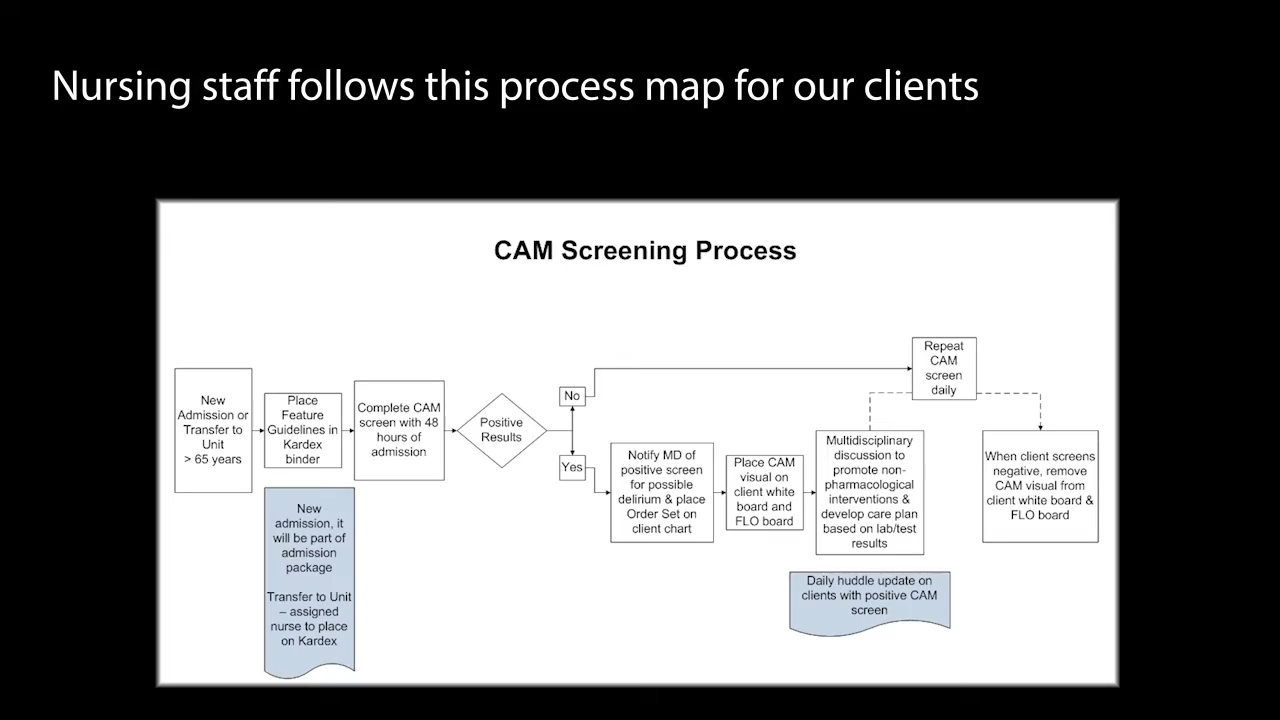 Nursing staff follows this process map for our clients
CAM Screening Process
New
Admission or
Transfer to
Unit
> 65 years
Place
Feature
Guidelines in
Kardex
binder
New
admission, it
will be part of
admission
package
Transfer to Unit
– assigned
nurse to place
on Kardex
Complete CAM
screen with 48
hours of
admission
Positive
Results
No
Yes
Notify MD of
positive screen
for possible
delirium & place
Order Set on
client chart
Place CAM
visual on
client white
board and
FLO board
Multidisciplinary
discussion to
promote non-
pharmacological
interventions &
develop care plan
based on lab/test
results
Daily huddle update on
clients with positive CAM
screen
Repeat
CAM
screen
daily
When client screens
negative, remove
CAM visual from
client white board &
FLO board